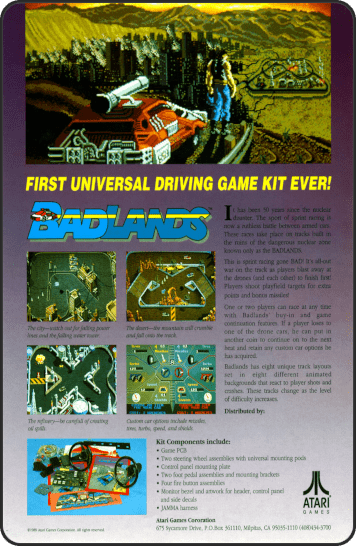 FIRST UNIVERSAL DRIVING GAME KIT EVER!
BADLANDS
It has been 50 years since the nuclear
disaster. The sport of sprint racing is
now a ruthless battle between armed cars.
These races take place on tracks built in
the ruins of the dangerous nuclear areas
known only as the BADLANDS.
This is sprint racing gone BAD! It's all-out
war on the track as players blast away at
the drones (and each other) to finish first.
Players shoot playfield targets for extra
points and bonus missiles!
One or two players can race at any time
with Badlands' buy-in and game
continuation features. If a player loses to
one of the drone cars, he can put in
another coin to continue on to the next
heat and retain any custom car options he
has acquired.
Badlands has eight unique track layouts
set in eight different animated
backgrounds that react to player shots and
crashes. These tracks change as the level
of difficulty increases.
Distributed by:
The city—watch out for falling power
lines and the falling water tower.
The desert—the mountain will crumble
and fall onto the track.
The refinery—be careful of creating
oil spills.
Custom car options include missiles,
tires, turbo, speed, and shields.
Kit Components include:
• Game PCB
• Two steering wheel assemblies with universal mounting pods
• Control panel mounting plate
• Two foot pedal assemblies and mounting brackets
• Four fire button assemblies
• Monitor bezel and artwork for header, control panel
and side decals
• JAMMA harness
Atari Games Corporation
675 Sycamore Drive, P.O. Box 361110, Milpitas, CA 95035-1110 (408)434-3700
ATARI
GAMES
Atari Games Corporation. All rights reserved.